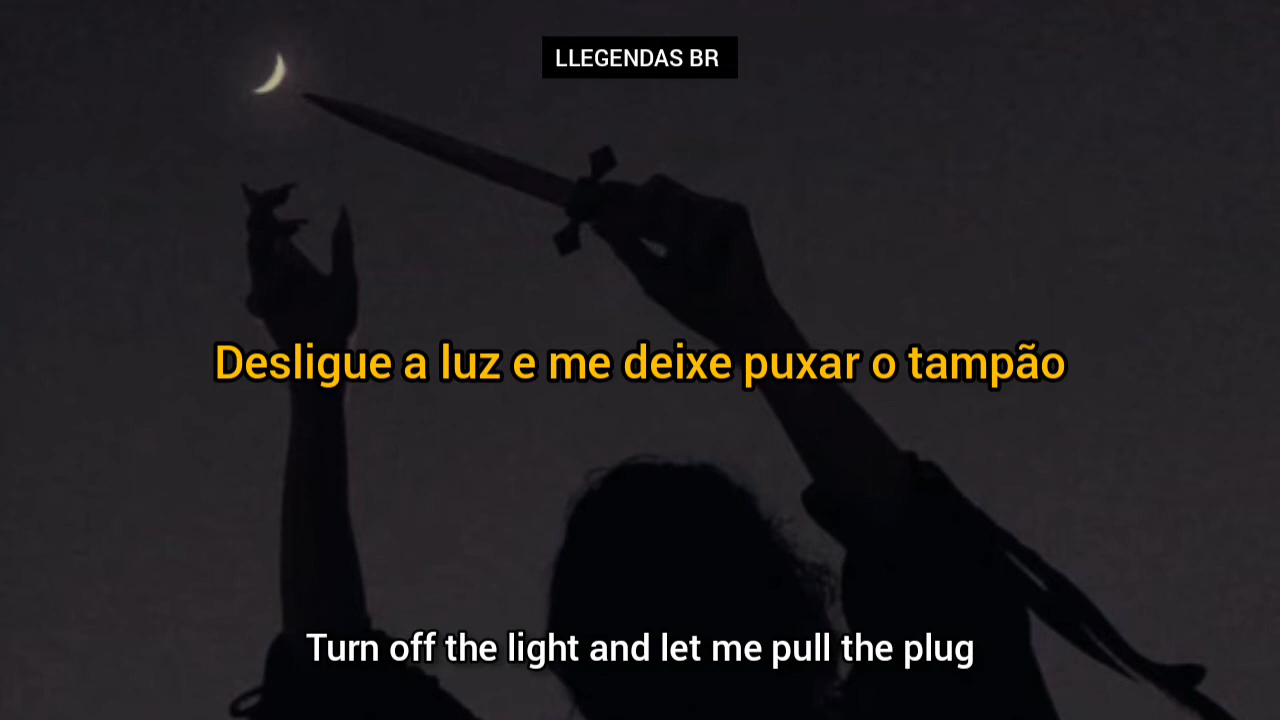 LLEGENDAS BR
Desligue a luz e me deixe puxar o tampão
Turn off the light and let me pull the plug